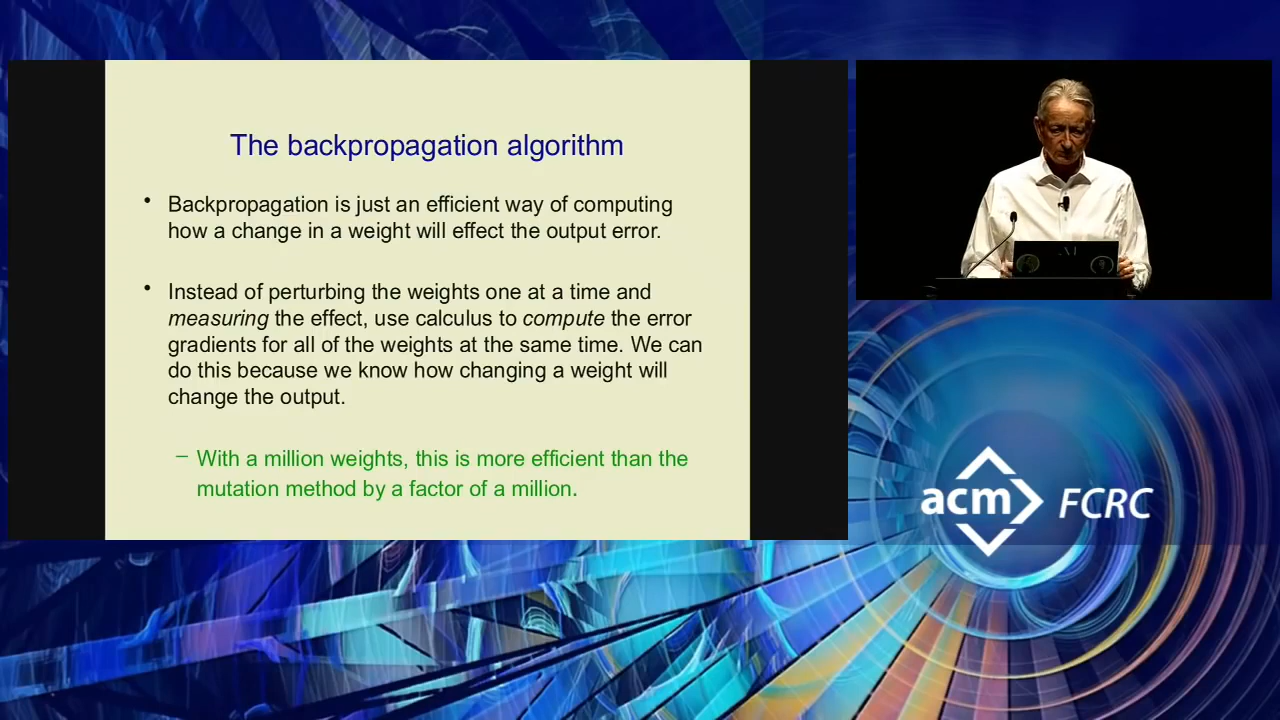 The backpropagation algorithm
• Backpropagation is just an efficient way of computing
how a change in a weight will effect the output error.
• Instead of perturbing the weights one at a time and
measuring the effect, use calculus to compute the error
gradients for all of the weights at the same time. We can
do this because we know how changing a weight will
change the output.
– With a million weights, this is more efficient than the
mutation method by a factor of a million.
acm FCRC